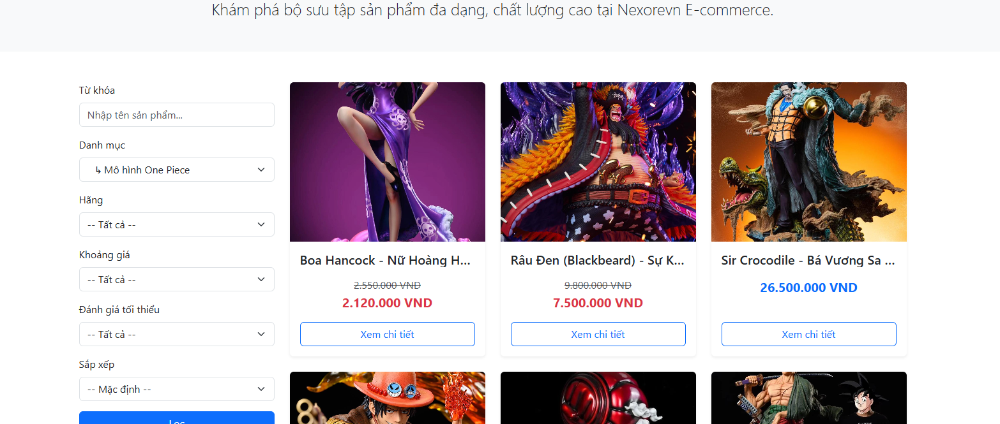 Khám phá bộ sưu tập sản phẩm đa dạng, chất lượng cao tại Nexorevn E-commerce.
Từ khóa
Nhập tên sản phẩm...
Danh mục
↳ Mô hình One Piece
Hãng
-- Tất cả --
Khoảng giá
-- Tất cả --
Đánh giá tối thiểu
-- Tất cả --
Sắp xếp
-- Mặc định --
Lọc
Boa Hancock - Nữ Hoàng H...
2.550.000 VND
2.120.000 VND
Xem chi tiết
Râu Đen (Blackbeard) - Sự K...
9.800.000 VND
7.500.000 VND
Xem chi tiết
Sir Crocodile - Bá Vương Sa ...
26.500.000 VND
Xem chi tiết